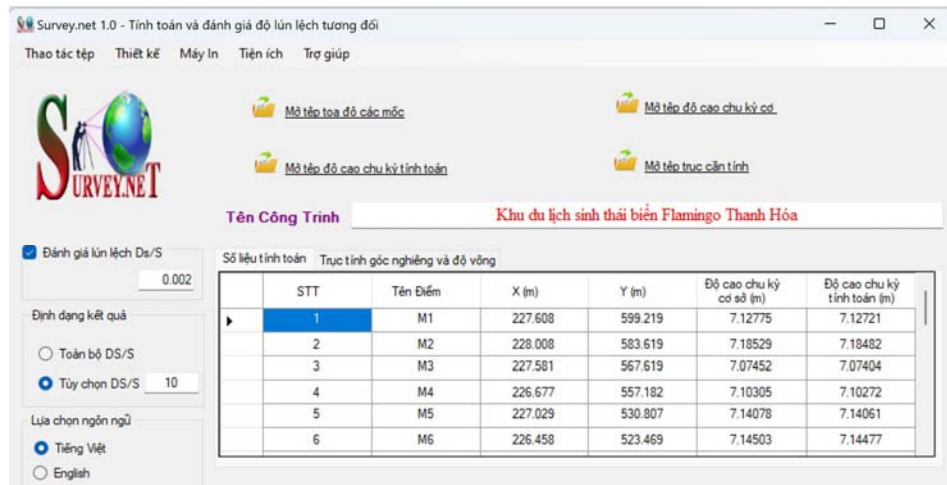 Survey.net 1.0 - Tính toán và đánh giá độ lún lệch tương đối
Thao tác tệp Thiết kế Máy In Tiện ích Trợ giúp
SURVEY.NET
Mở tệp toa đô các mốc
Mở têp đô cao chu kỳ cơ
Mở têp đô cao chu kỳ tính toán
Mở têp truc cần tính
Tên Công Trình
Khu du lịch sinh thái biển Flamingo Thanh Hóa
Đánh giá lún lệch Ds/S
0.002
Định dạng kết quả
Toàn bộ DS/S
Tùy chọn DS/S 10
Lựa chọn ngôn ngữ
Tiếng Việt
English
Số liệu tính toán Trục tính góc nghiêng và độ võng
STT Tên Điểm X (m) Y (m) Độ cao chu kỳ cơ sở (m) Độ cao chu kỳ tính toán (m)
1 M1 227.608 599.219 7.12775 7.12721
2 M2 228.008 583.619 7.18529 7.18482
3 M3 227.581 567.619 7.07452 7.07404
4 M4 226.677 557.182 7.10305 7.10272
5 M5 227.029 530.807 7.14078 7.14061
6 M6 226.458 523.469 7.14503 7.14477